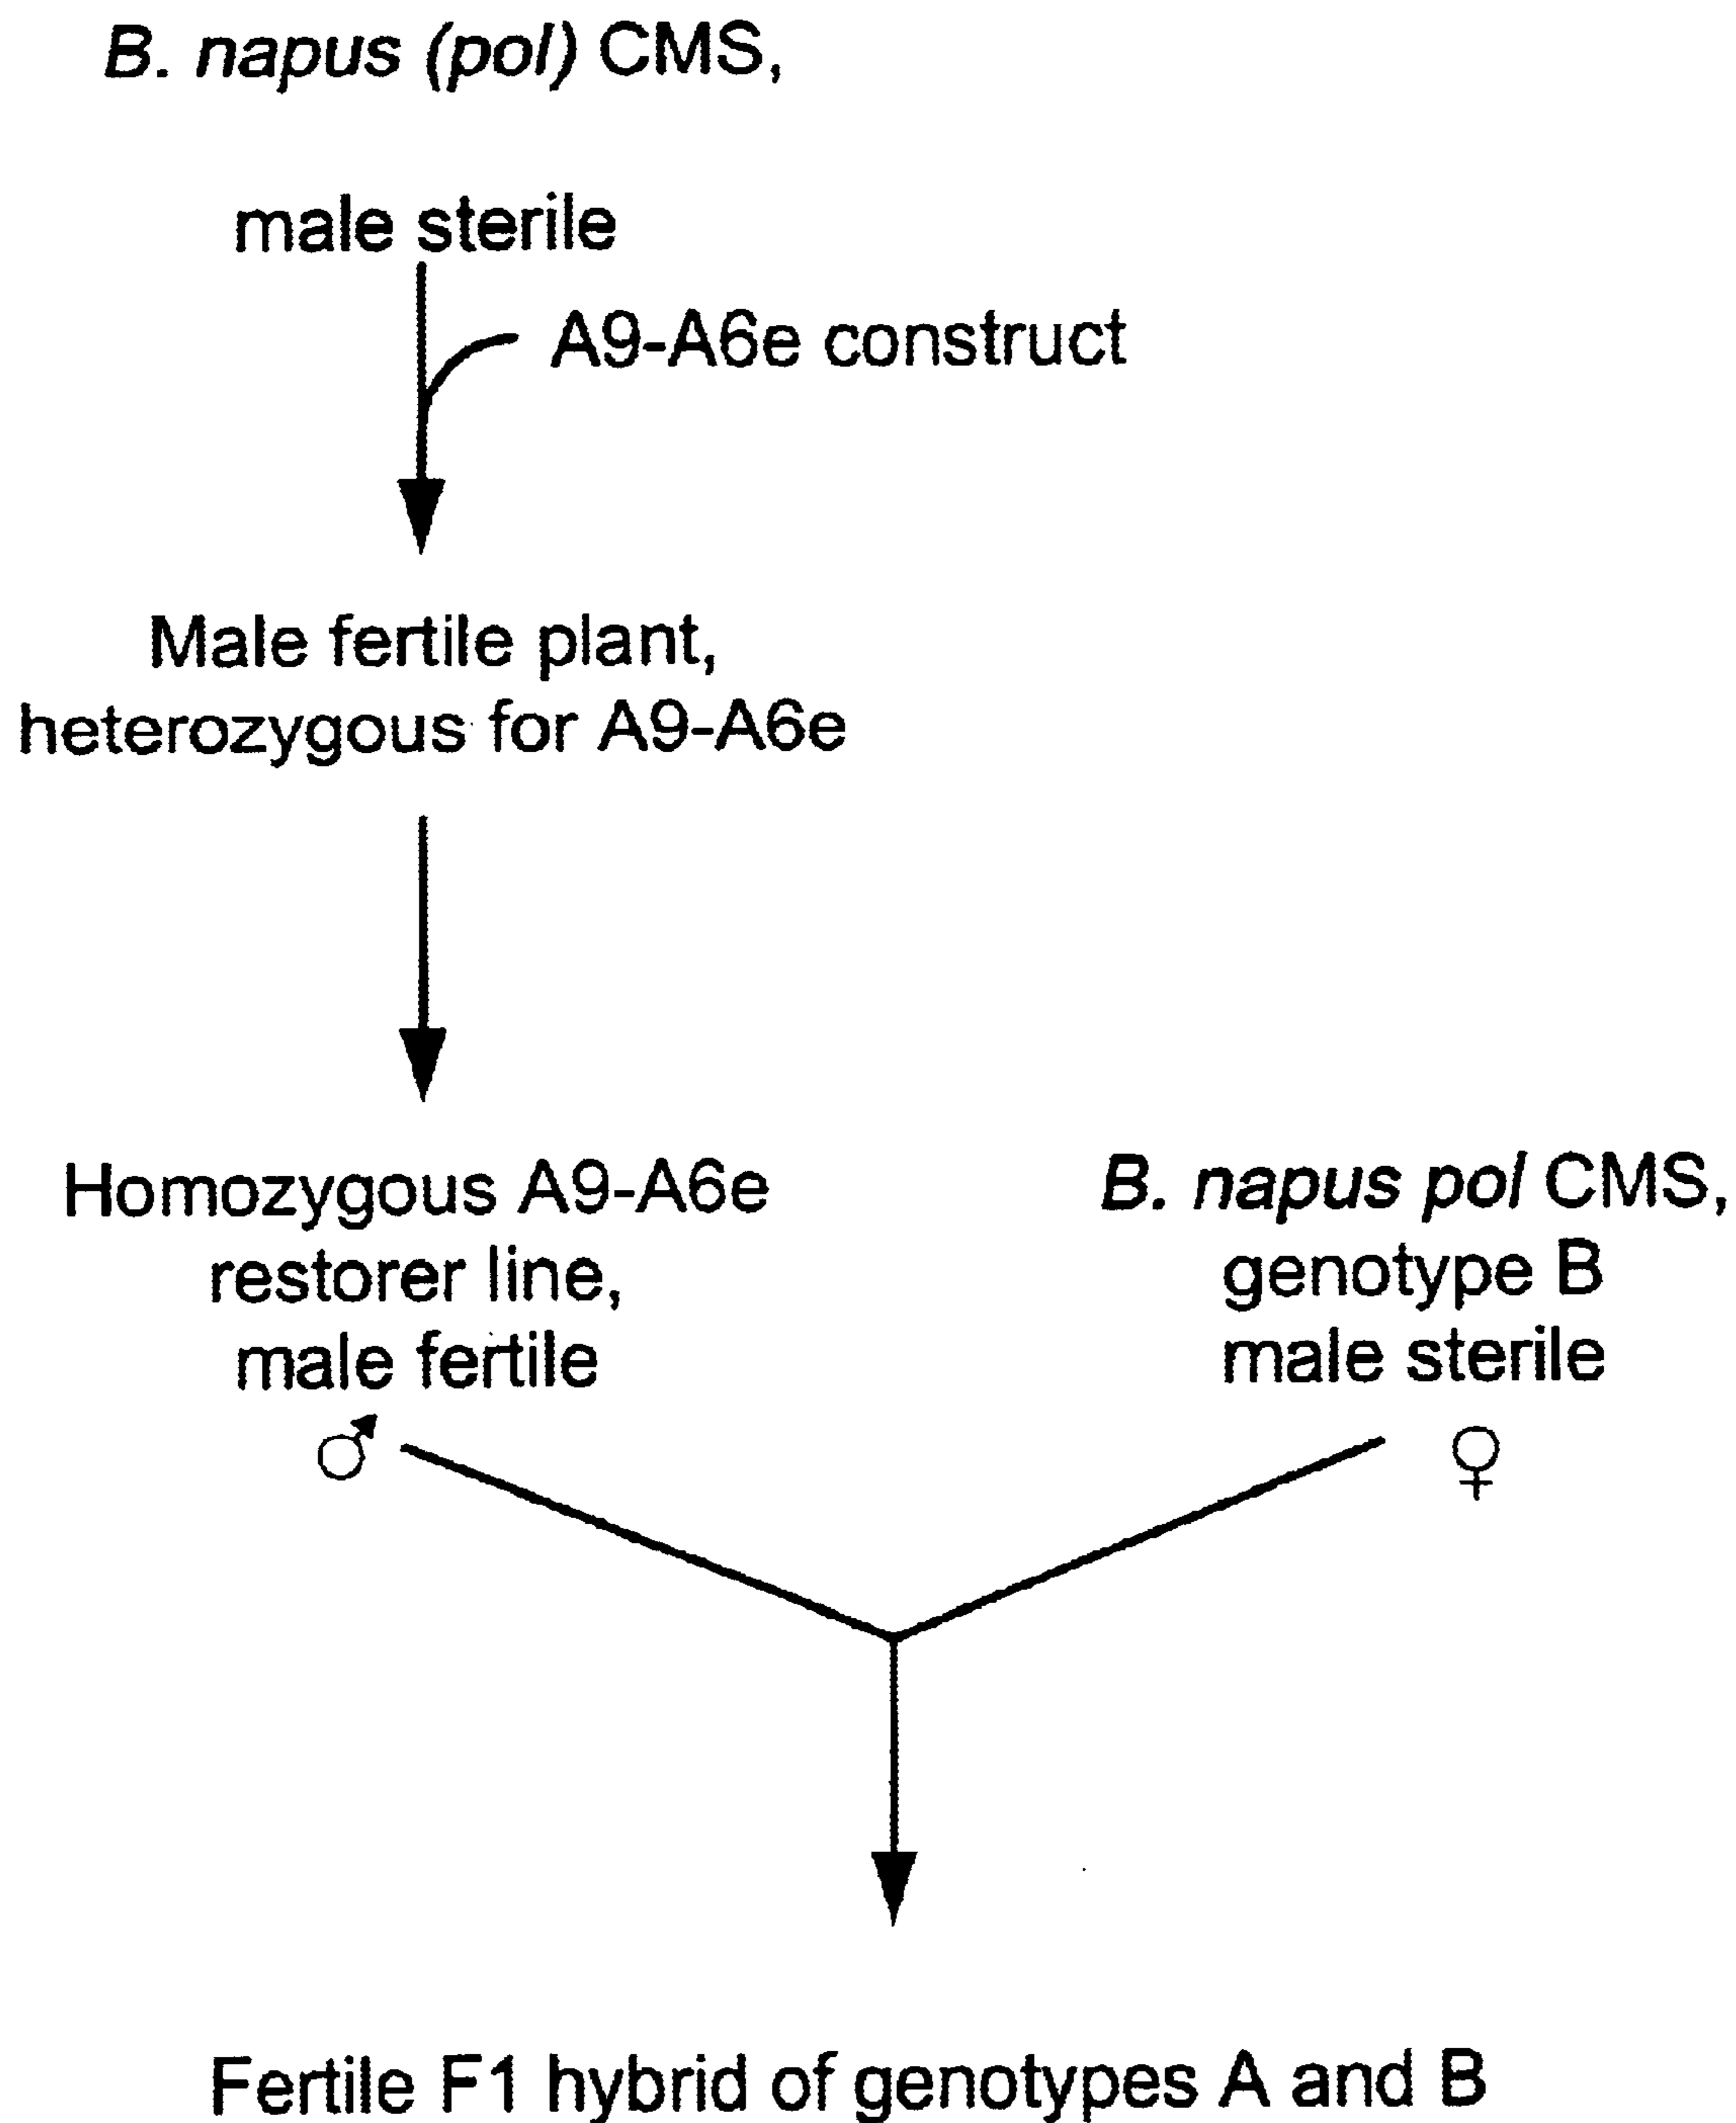 B. napus (pol) CMS,
male sterile
A9-A6e construct
Male fertile plant,
heterozygous for A9-A6e
Homozygous A9-A6e
restorer line,
male fertile
♂
B. napus pol CMS,
genotype B
male sterile
♀
Fertile F1 hybrid of genotypes A and B